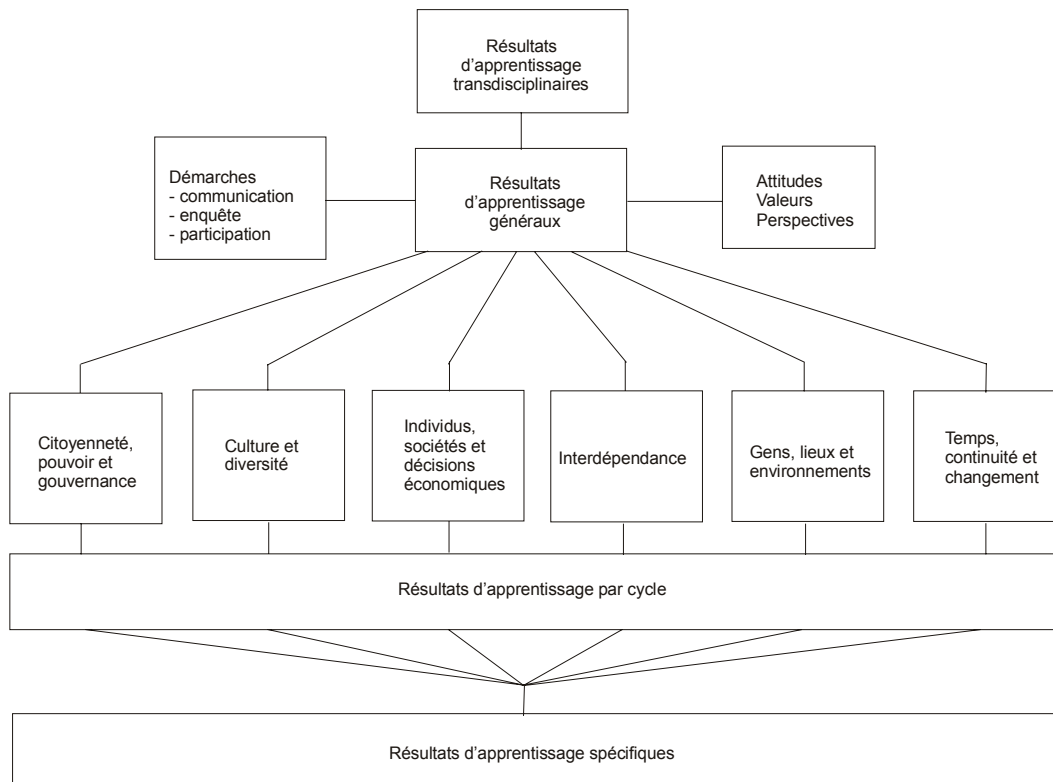 Résultats
d’apprentissage
transdisciplinaires
Démarches
- communication
- enquête
- participation
Résultats
d’apprentissage
généraux
Attitudes
Valeurs
Perspectives
Citoyenneté,
pouvoir et
gouvernance
Culture et
diversité
Individus,
sociétés et
décisions
économiques
Interdépendance
Gens, lieux et
environnements
Temps,
continuité et
changement
Résultats d’apprentissage par cycle
Résultats d’apprentissage spécifiques